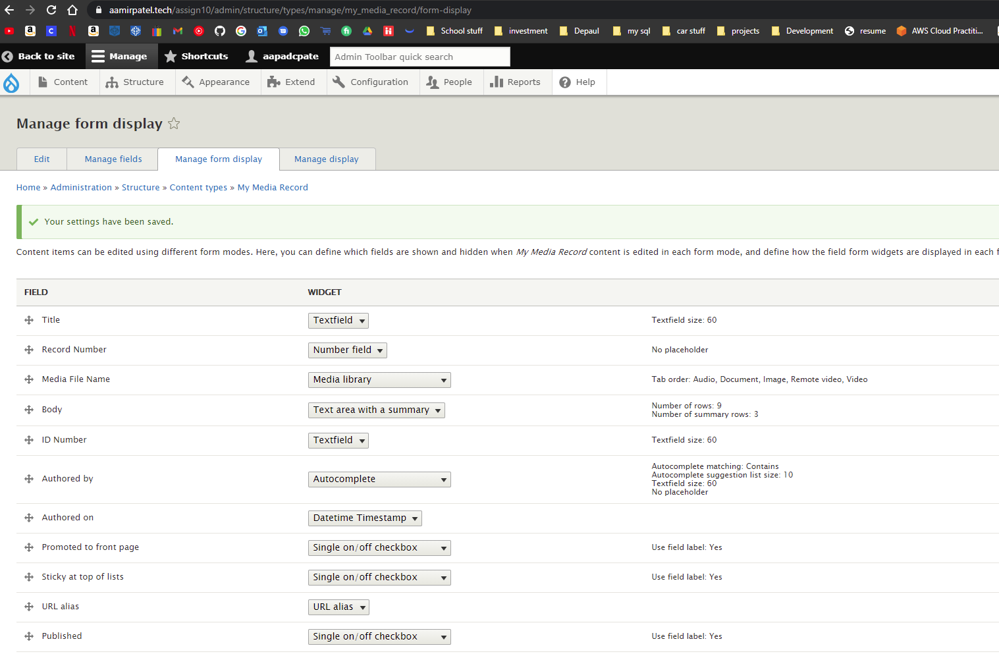 aamirpatel.tech/assign10/admin/structure/types/manage/my_media_record/form-display
School stuff investment Depaul my sql car stuff projects Development resume AWS Cloud Practiti...
Back to site Manage Shortcuts aapadcpate Admin Toolbar quick search
Content Structure Appearance Extend Configuration People Reports Help
Manage form display
Edit Manage fields Manage form display Manage display
Home » Administration » Structure » Content types » My Media Record
Your settings have been saved.
Content items can be edited using different form modes. Here, you can define which fields are shown and hidden when My Media Record content is edited in each form mode, and define how the field form widgets are displayed in each f
FIELD WIDGET
Title Textfield Textfield size: 60
Record Number Number field No placeholder
Media File Name Media library Tab order: Audio, Document, Image, Remote video, Video
Body Text area with a summary Number of rows: 9
Number of summary rows: 3
ID Number Textfield Textfield size: 60
Authored by Autocomplete Autocomplete matching: Contains
Autocomplete suggestion list size: 10
Textfield size: 60
No placeholder
Authored on Datetime Timestamp
Promoted to front page Single on/off checkbox Use field label: Yes
Sticky at top of lists Single on/off checkbox Use field label: Yes
URL alias URL alias
Published Single on/off checkbox Use field label: Yes